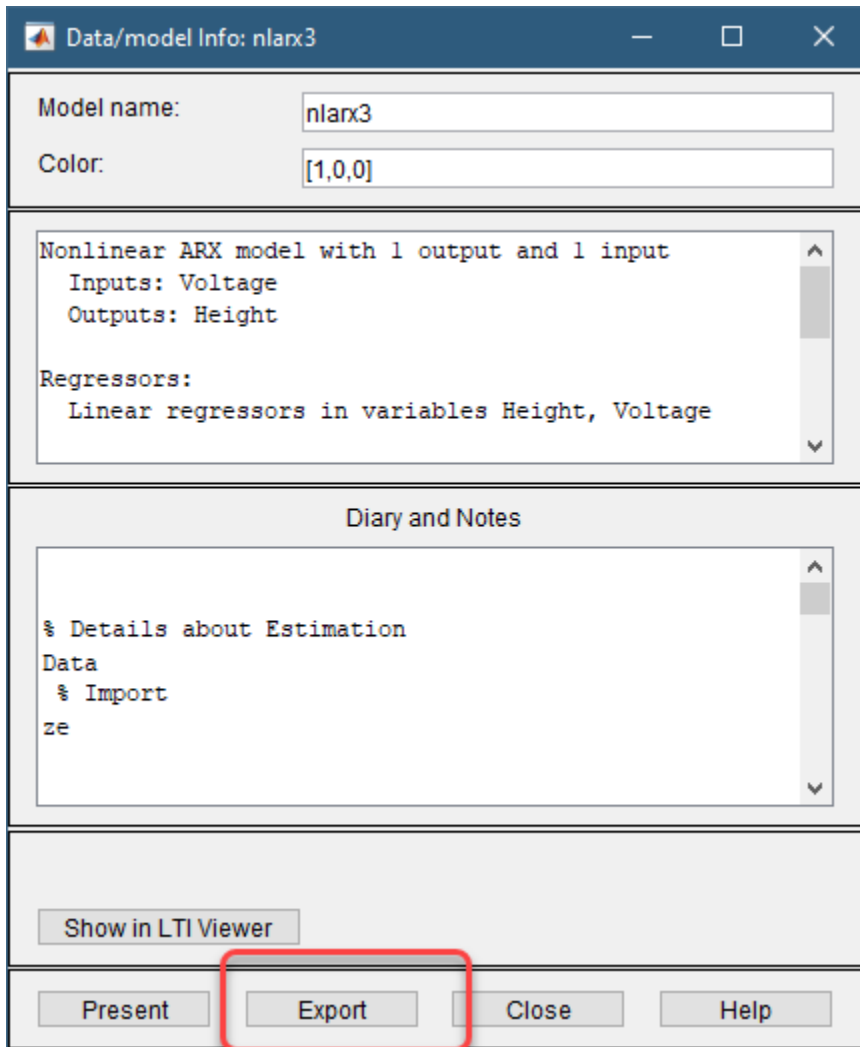 Data/model Info: nlarx3
Model name:
nlarx3
Color:
[1,0,0]
Nonlinear ARX model with 1 output and 1 input
Inputs: Voltage
Outputs: Height
Regressors:
Linear regressors in variables Height, Voltage
Diary and Notes
% Details about Estimation
Data
% Import
ze
Show in LTI Viewer
Present
Export
Close
Help